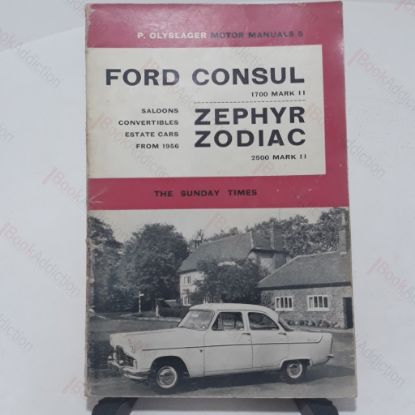 P. OLYSLAGER MOTOR MANUALS 5
FORD CONSUL
1700 MARK II
SALOONS
CONVERTIBLES
ESTATE CARS
FROM 1956
ZEPHYR
ZODIAC
2500 MARK II
THE SUNDAY TIMES
BookAddiction